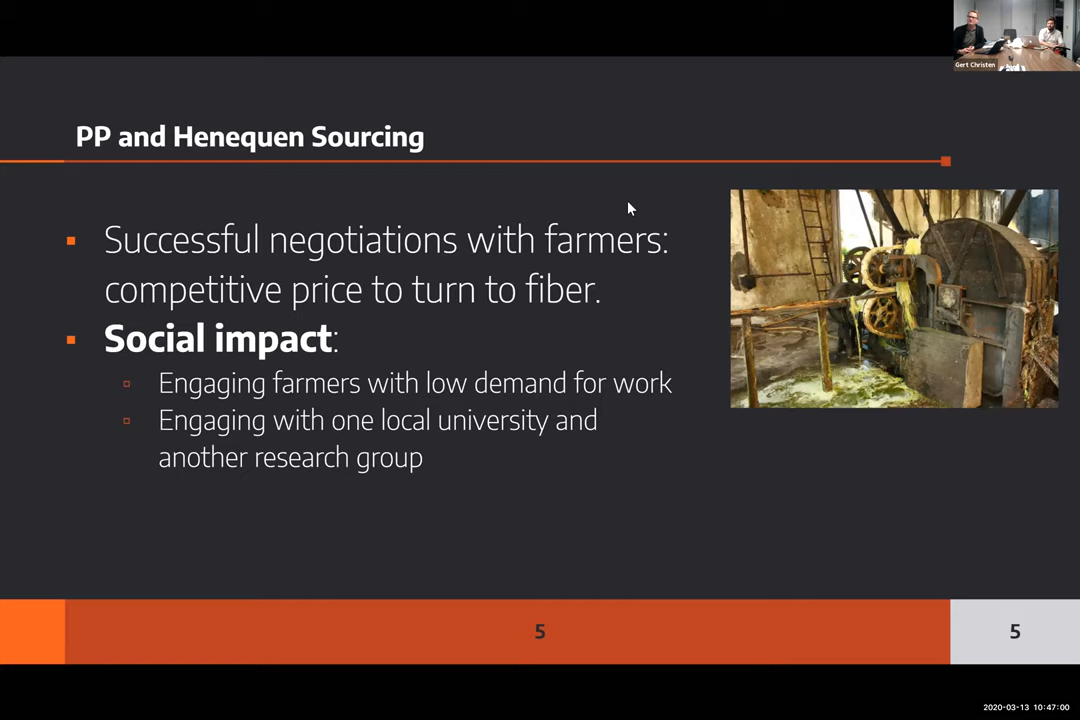 Gert Christen
PP and Henequen Sourcing
Successful negotiations with farmers:
competitive price to turn to fiber.
Social impact:
Engaging farmers with low demand for work
Engaging with one local university and
another research group
5
5
2020-03-13 10:47:00